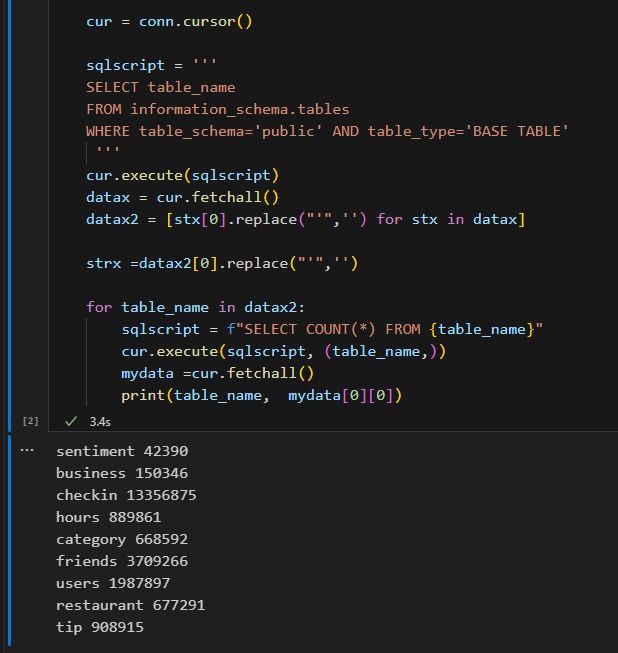 cur = conn.cursor()
sqlscript = '''
SELECT table_name
FROM information_schema.tables
WHERE table_schema='public' AND table_type='BASE TABLE'
'''
cur.execute(sqlscript)
datax = cur.fetchall()
datax2 = [stx[0].replace("'",'') for stx in datax]
strx =datax2[0].replace("'",'')
for table_name in datax2:
sqlscript = f"SELECT COUNT(*) FROM {table_name}"
cur.execute(sqlscript, (table_name,))
mydata =cur.fetchall()
print(table_name,  mydata[0][0])
[2] ✓ 3.4s
... sentiment 42390
business 150346
checkin 13356875
hours 889861
category 668592
friends 3709266
users 1987897
restaurant 677291
tip 908915